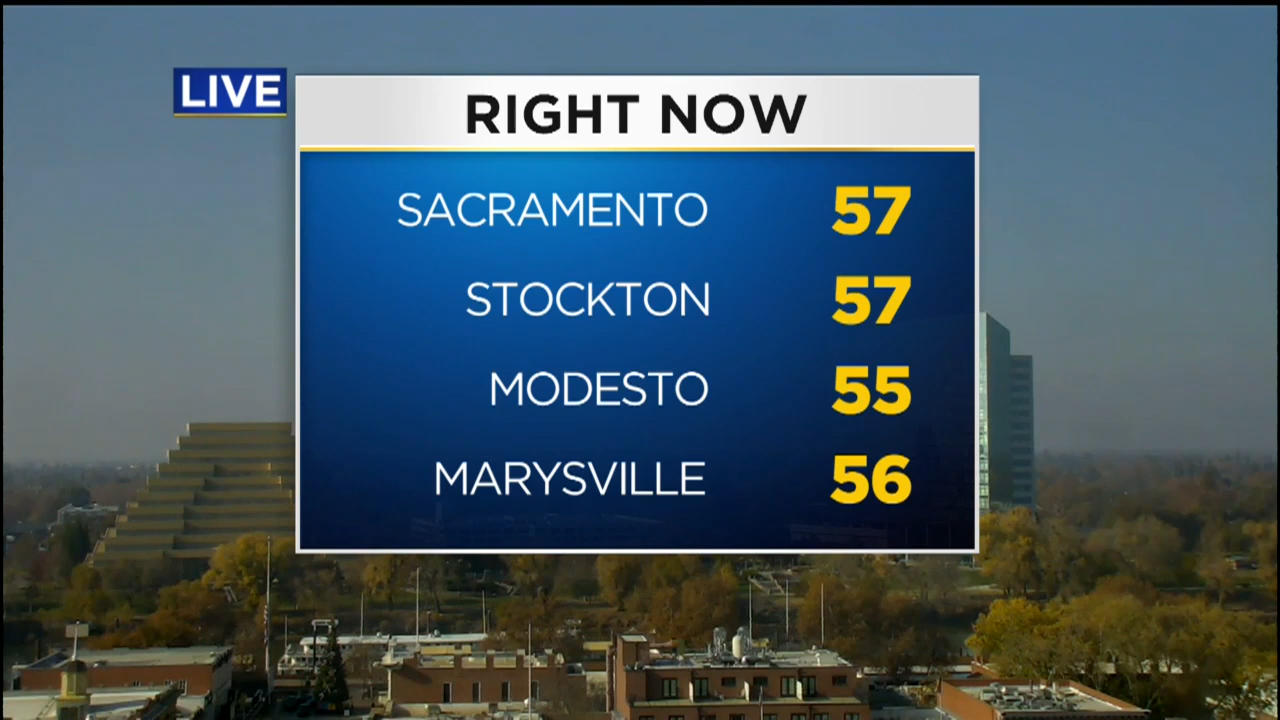 LIVE
RIGHT NOW
SACRAMENTO 57
STOCKTON 57
MODESTO 55
MARYSVILLE 56